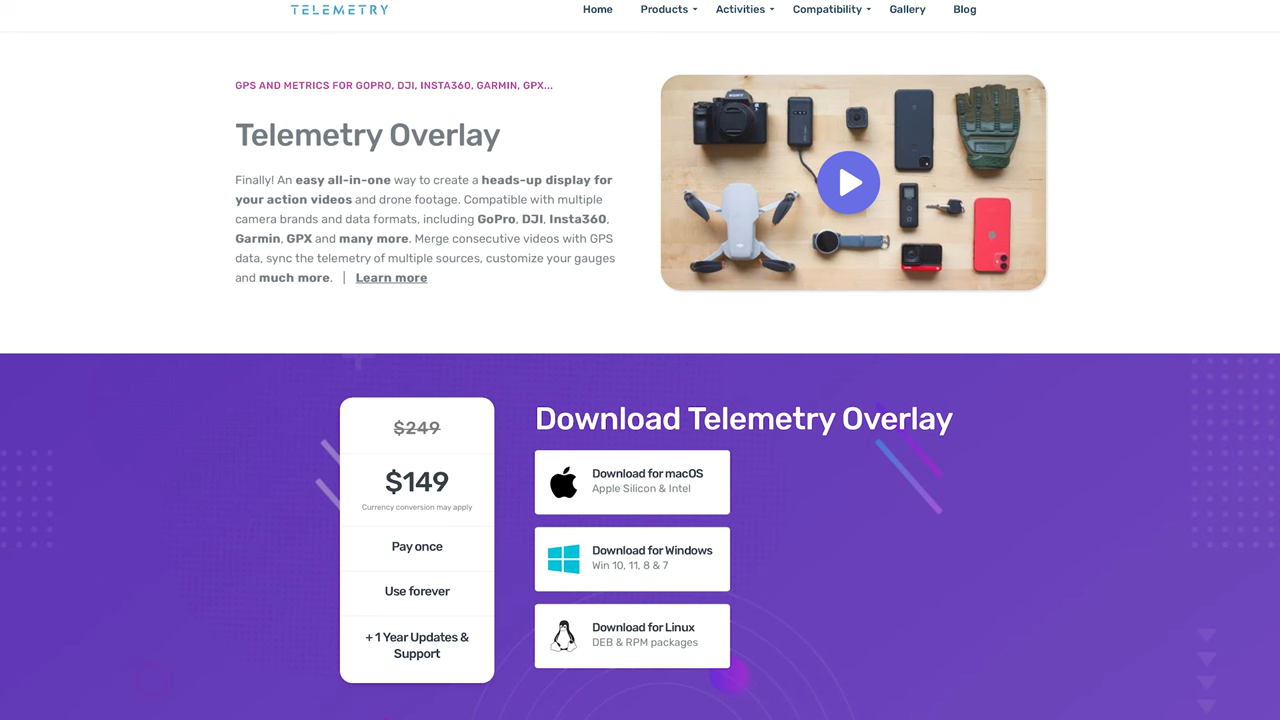 TELEMETRY
Home Products Activities Compatibility Gallery Blog
GPS AND METRICS FOR GOPRO, DJI, INSTA360, GARMIN, GPX...
Telemetry Overlay
Finally! An easy all-in-one way to create a heads-up display for
your action videos and drone footage. Compatible with multiple
camera brands and data formats, including GoPro, DJI, Insta360,
Garmin, GPX and many more. Merge consecutive videos with GPS
data, sync the telemetry of multiple sources, customize your gauges
and much more. | Learn more
SONY
$249
$149
Currency conversion may apply
Pay once
Use forever
+ 1 Year Updates &
Support
Download Telemetry Overlay
Download for macOS
Apple Silicon & Intel
Download for Windows
Win 10, 11, 8 & 7
Download for Linux
DEB & RPM packages